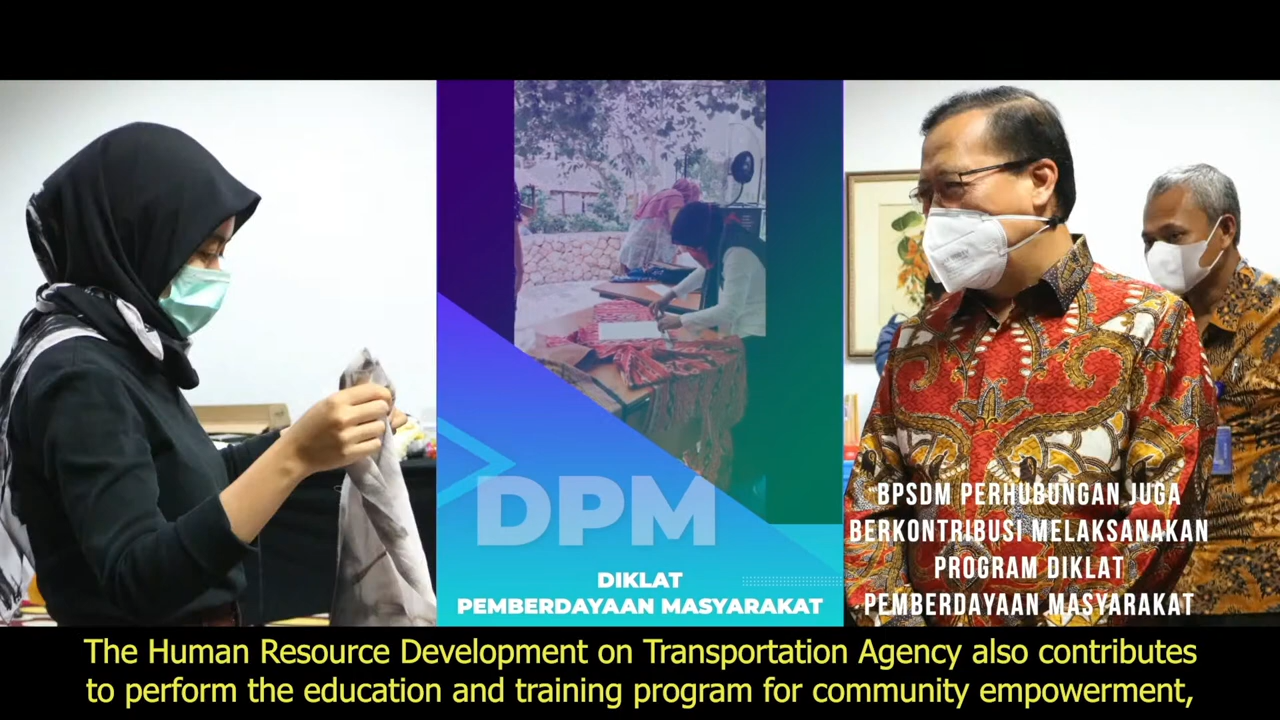 DPM
DIKLAT
PEMBERDAYAAN MASYARAKAT
BPSDM PERHUBUNGAN JUGA
BERKONTRIBUSI MELAKSANAKAN
PROGRAM DIKLAT
PEMBERDAYAAN MASYARAKAT
The Human Resource Development on Transportation Agency also contributes
to perform the education and training program for community empowerment,